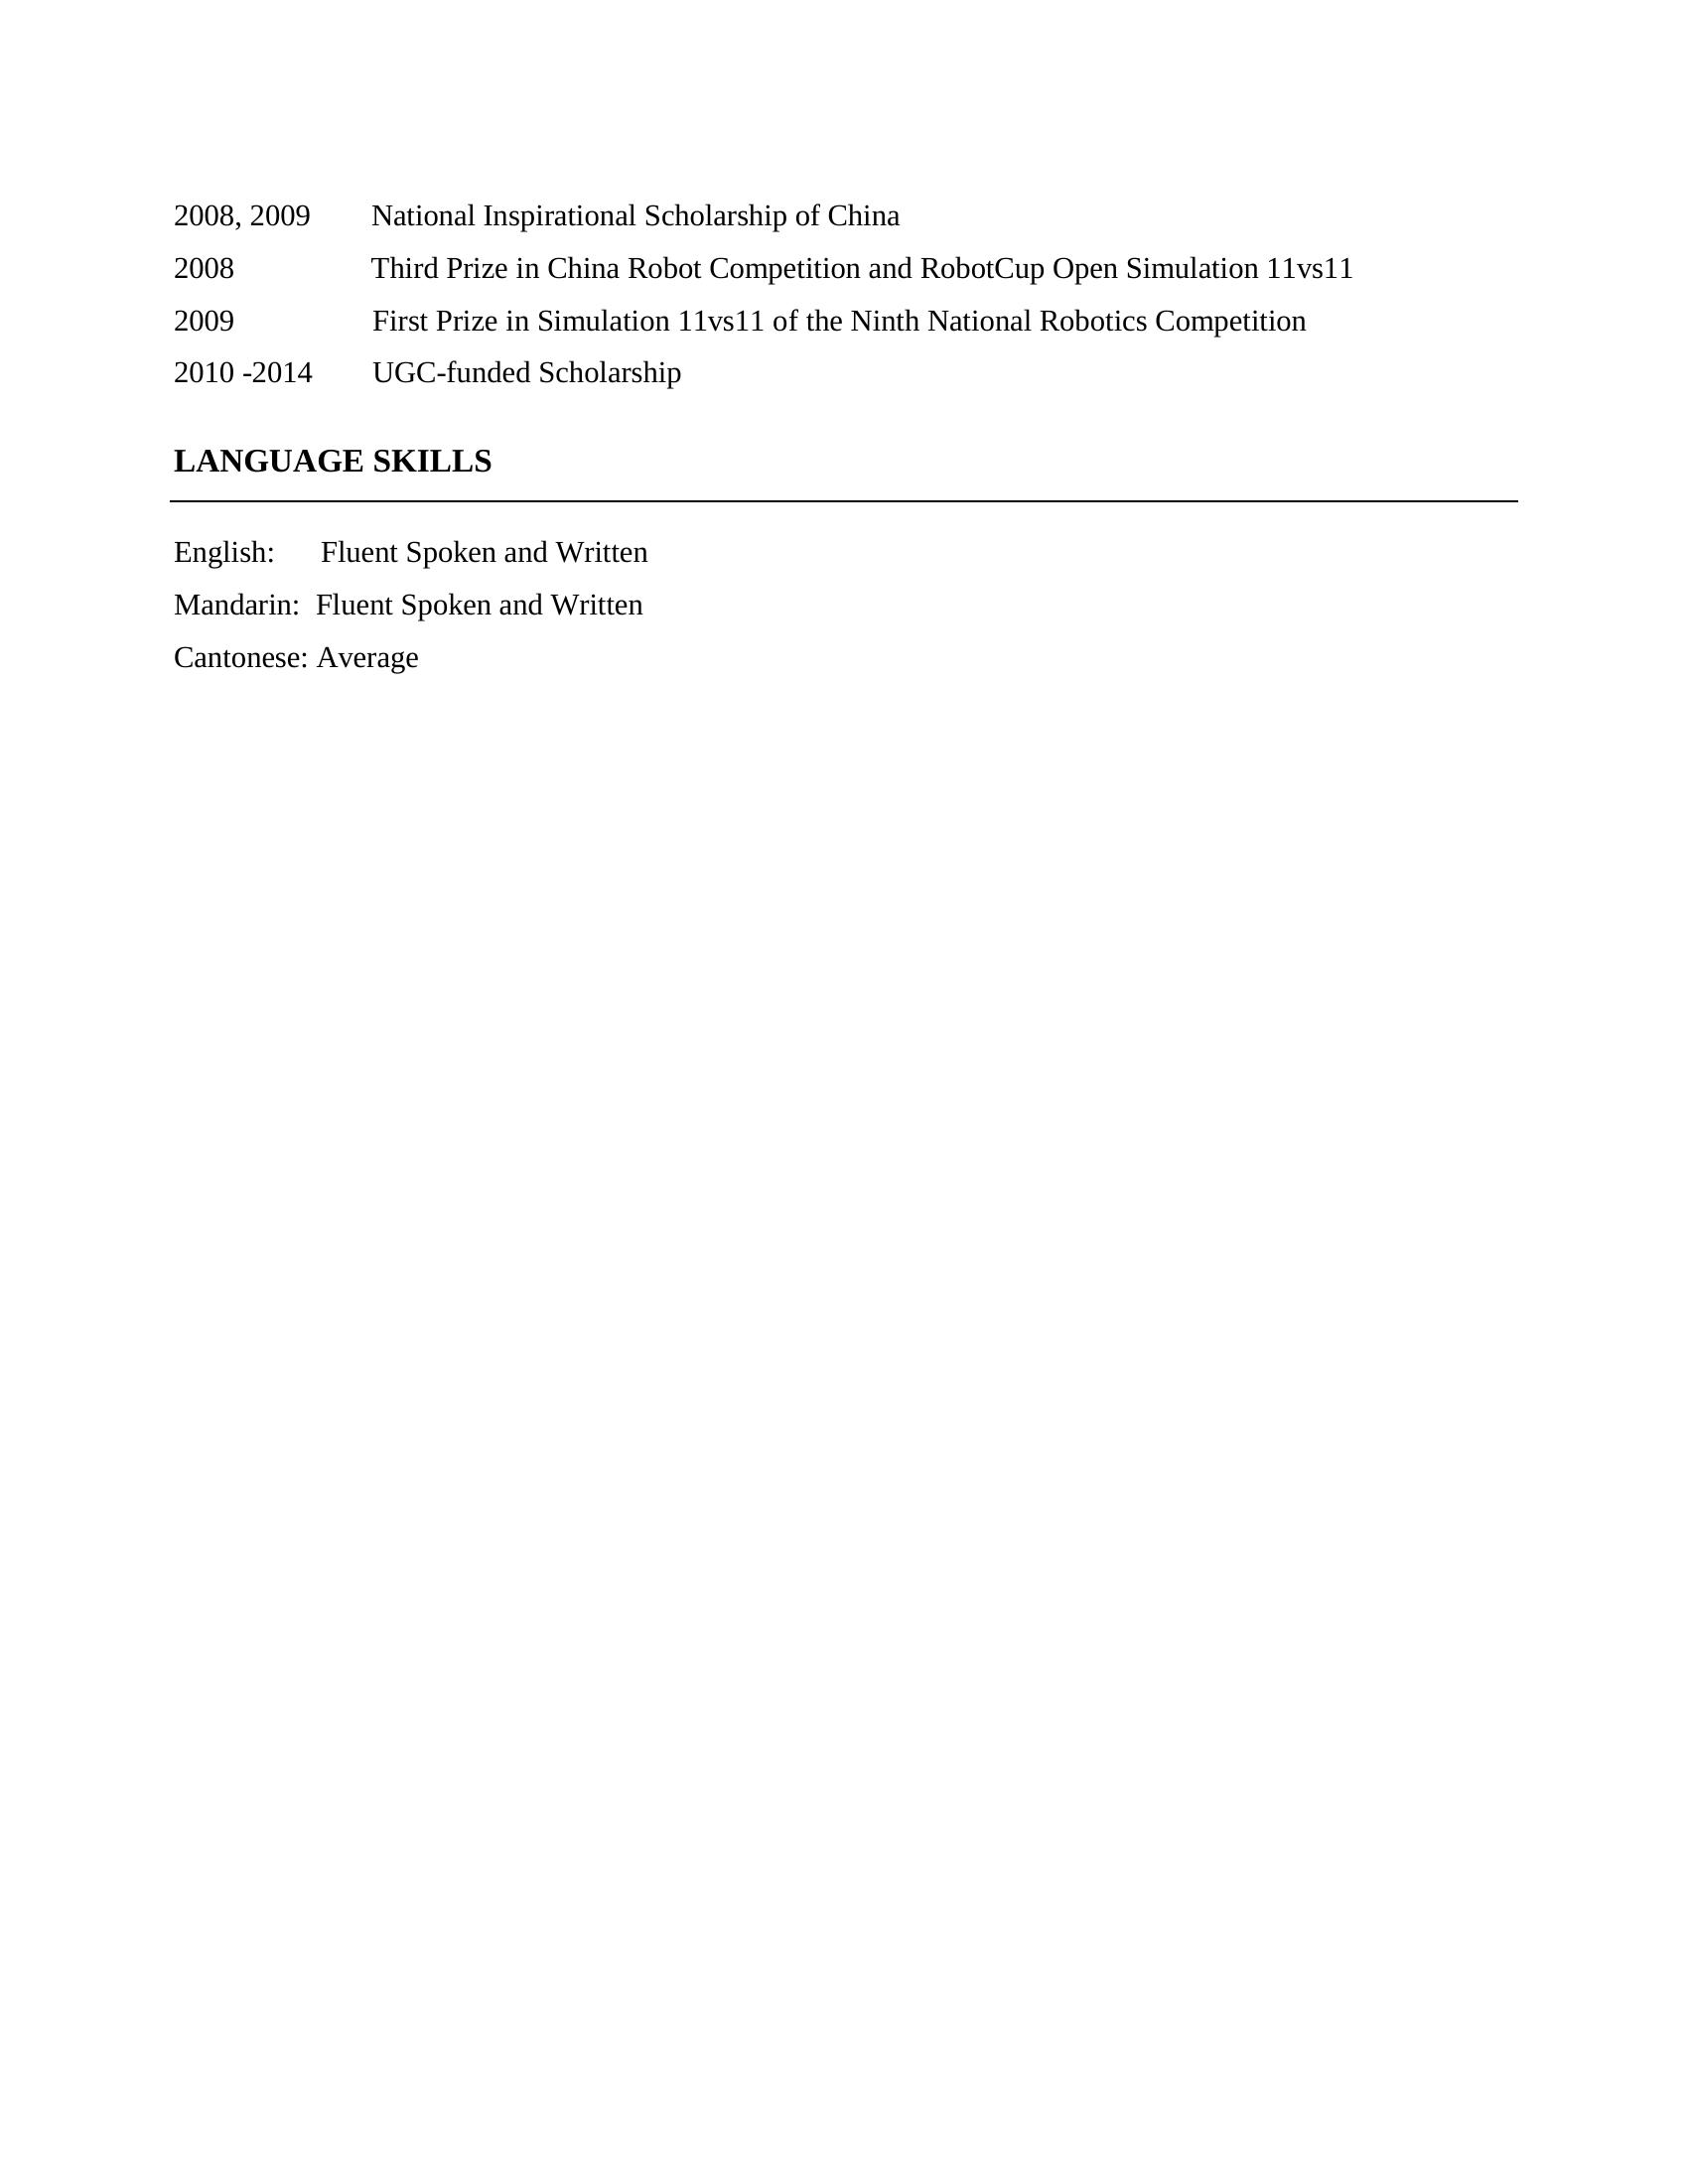 2008, 2009 National Inspirational Scholarship of China
2008 Third Prize in China Robot Competition and RobotCup Open Simulation 11vs11
2009 First Prize in Simulation 11vs11 of the Ninth National Robotics Competition
2010 -2014 UGC-funded Scholarship
LANGUAGE SKILLS
English: Fluent Spoken and Written
Mandarin: Fluent Spoken and Written
Cantonese: Average